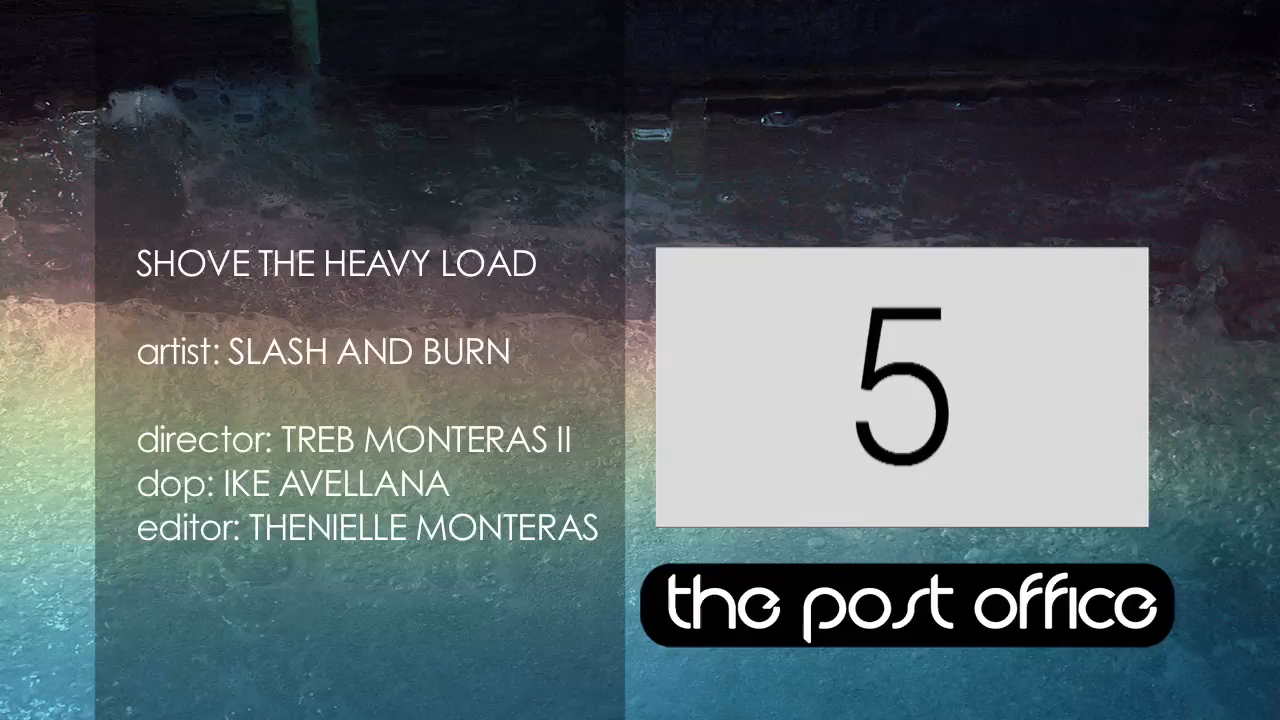 SHOVE THE HEAVY LOAD
artist: SLASH AND BURN
director: TREB MONTERAS II
dop: IKE AVELLANA
editor: THENIELLE MONTERAS
5
the post office